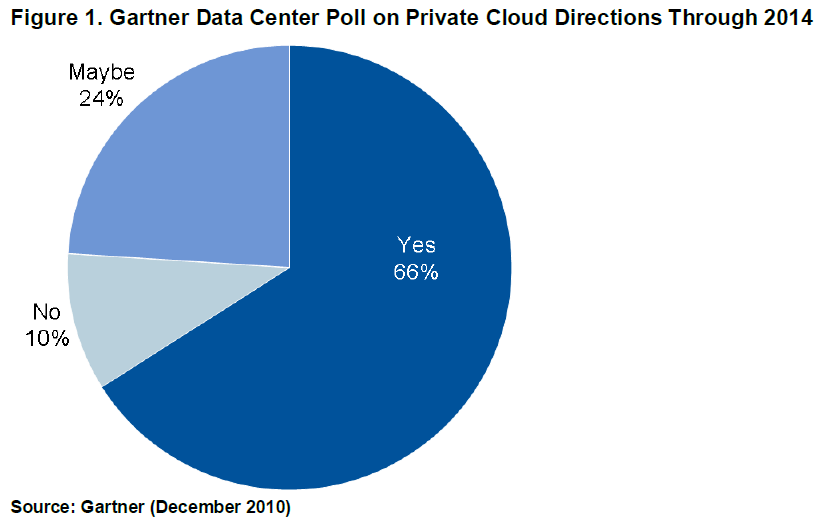 Figure 1. Gartner Data Center Poll on Private Cloud Directions Through 2014
Maybe
24%
Yes
66%
No
10%
Source: Gartner (December 2010)